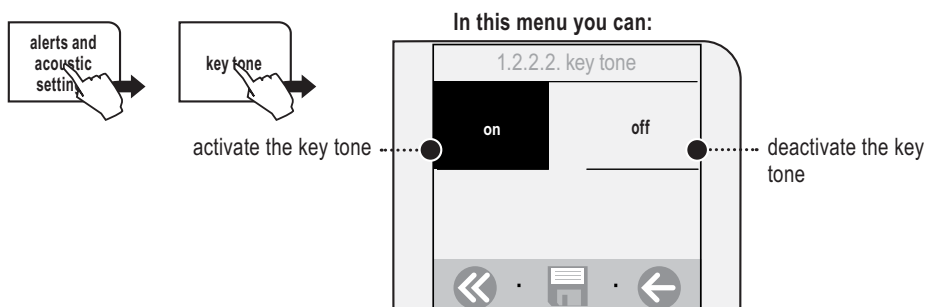 In this menu you can:
alerts and
acoustic
settin
key tone
1.2.2.2. key tone
on
off
activate the key tone
deactivate the key
tone